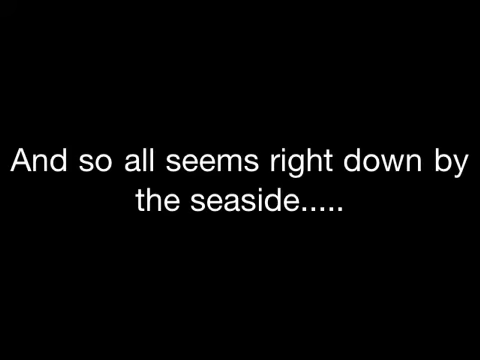 And so all seems right down by
the seaside.....